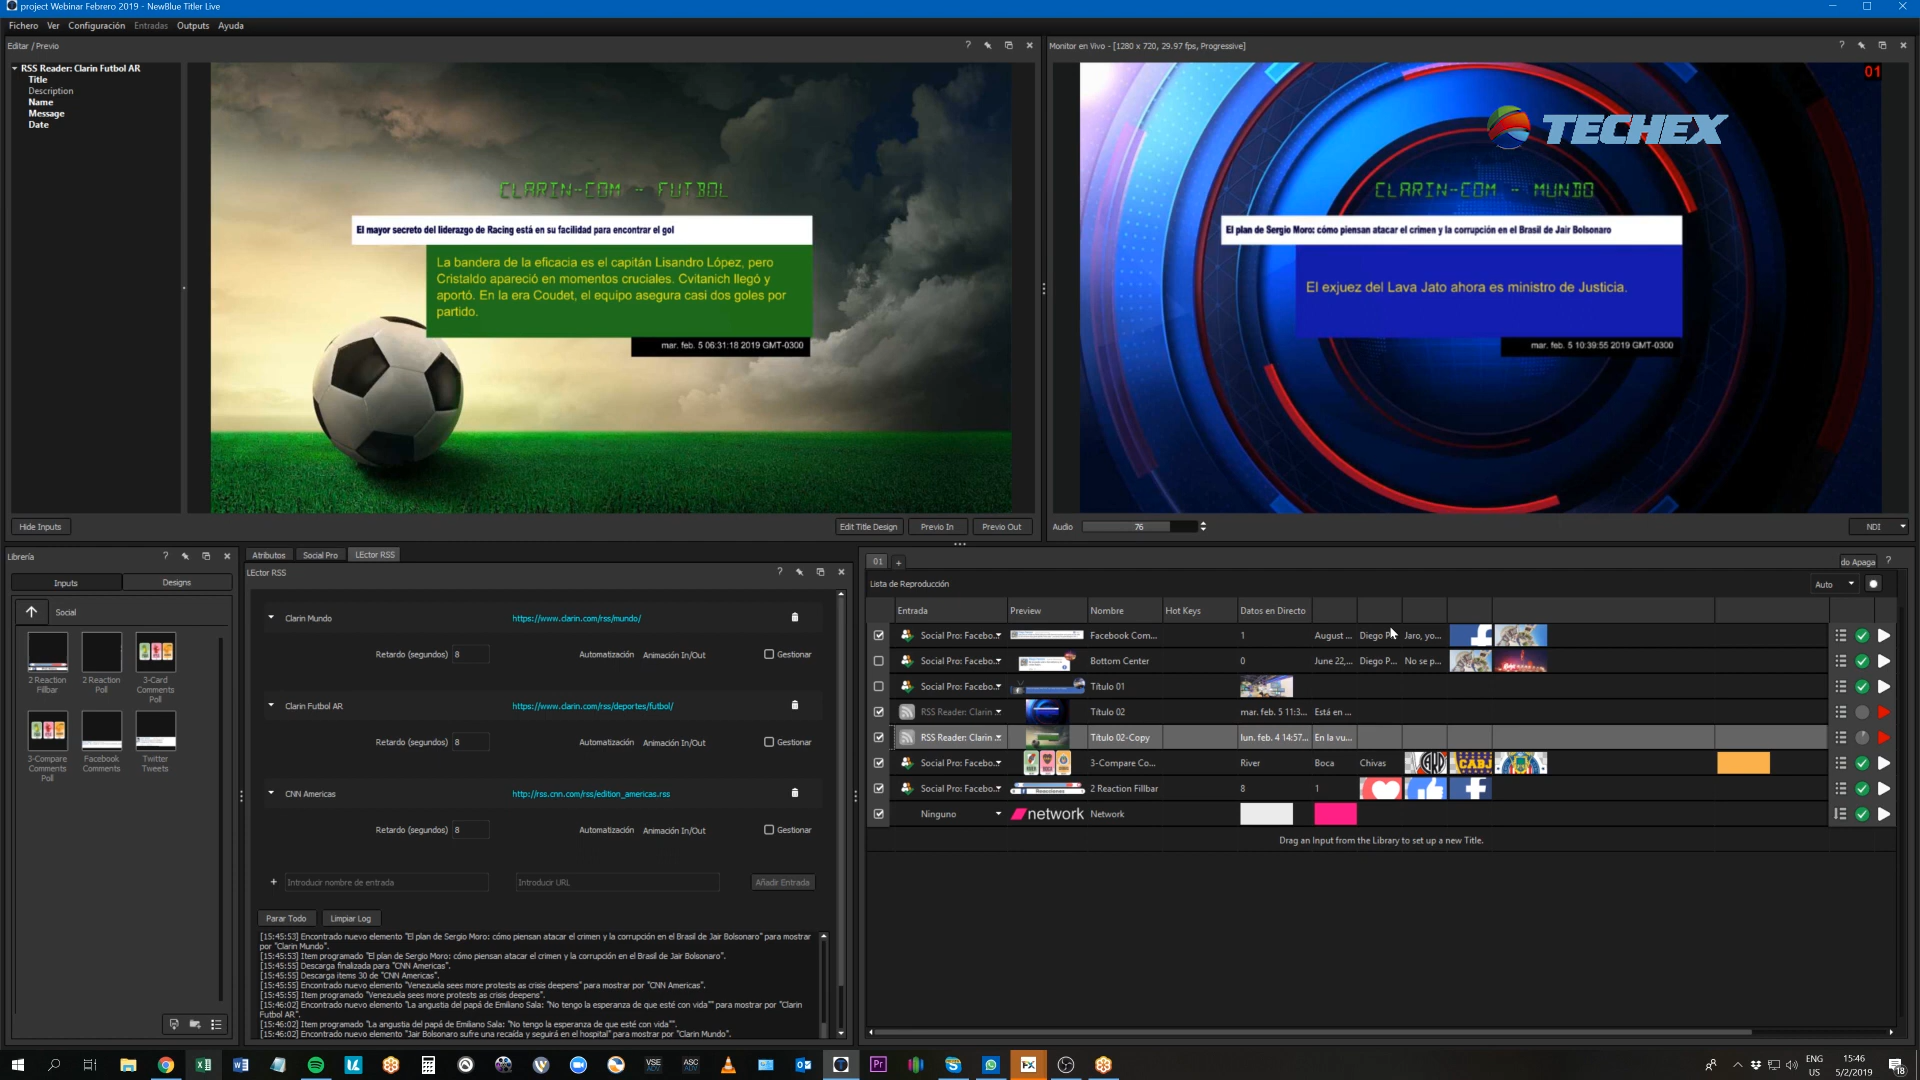 project Webinar Febrero 2019 - NewBlue Titler Live
Fichero Ver Configuración Entradas Outputs Ayuda
Editar / Previo
RSS Reader: Clarin Futbol AR
Title
Description
Name
Message
Date
CLARIN-COM - FUTBOL
El mayor secreto del liderazgo de Racing está en su facilidad para encontrar el gol
La bandera de la eficacia es el capitán Lisandro López, pero
Cristaldo apareció en momentos cruciales. Cvitanich llegó y
aportó. En la era Coudet, el equipo asegura casi dos goles por
partido.
mar. feb. 5 06:31:18 2019 GMT-0300
Hide Inputs
Edit Title Design
Previo In
Previo Out
Monitor en Vivo - [1280 x 720, 29.97 fps, Progressive]
01
TECHEX
CLARIN-COM - MUNDO
El plan de Sergio Moro: cómo piensan atacar el crimen y la corrupción en el Brasil de Jair Bolsonaro
El exjuez del Lava Jato ahora es ministro de Justicia.
mar. feb. 5 10:39:55 2019 GMT-0300
Audio 76
NDI
Librería
Inputs Designs
Social
2 Reaction Fillbar
2 Reaction Poll
3-Card Comments Poll
3-Compare Comments Poll
Facebook Comments
Twitter Tweets
Atributos Social Pro LEctor RSS
LEctor RSS
Clarin Mundo https://www.clarin.com/rss/mundo/
Retardo (segundos) 8 Automatización Animación In/Out Gestionar
Clarin Futbol AR https://www.clarin.com/rss/deportes/futbol/
Retardo (segundos) 8 Automatización Animación In/Out Gestionar
CNN Americas http://rss.cnn.com/rss/edition_americas.rss
Retardo (segundos) 8 Automatización Animación In/Out Gestionar
+ Introducir nombre de entrada Introducir URL Añadir Entrada
Parar Todo Limpiar Log
[15:45:53] Encontrado nuevo elemento "El plan de Sergio Moro: cómo piensan atacar el crimen y la corrupción en el Brasil de Jair Bolsonaro" para mostrar
por "Clarin Mundo".
[15:45:53] Item programado "El plan de Sergio Moro: cómo piensan atacar el crimen y la corrupción en el Brasil de Jair Bolsonaro".
[15:45:55] Descarga finalizada para "CNN Americas".
[15:45:55] Descarga items 30 de "CNN Americas".
[15:45:55] Encontrado nuevo elemento "Venezuela sees more protests as crisis deepens" para mostrar por "CNN Americas".
[15:45:55] Item programado "Venezuela sees more protests as crisis deepens".
[15:46:02] Encontrado nuevo elemento "La angustia del papá de Emiliano Sala: "No tengo la esperanza de que esté con vida"" para mostrar por "Clarin
Futbol AR".
[15:46:02] Item programado "La angustia del papá de Emiliano Sala: "No tengo la esperanza de que esté con vida"".
[15:46:02] Encontrado nuevo elemento "Jair Bolsonaro sufre una recaída y seguirá en el hospital" para mostrar por "Clarin Mundo".
01 +
do Apaga
Lista de Reproducción
Auto
Entrada Preview Nombre Hot Keys Datos en Directo
Social Pro: Facebo... Facebook Com... 1 August ... Diego P... Jaro, yo...
Social Pro: Facebo... Bottom Center 0 June 22,... Diego P... No se p...
Social Pro: Facebo... Título 01
RSS Reader: Clarin ... Título 02 mar. feb. 5 11:3... Está en ...
RSS Reader: Clarin ... Título 02-Copy lun. feb. 4 14:57... En la vu...
Social Pro: Facebo... 3-Compare Co... River Boca Chivas CABJ
Social Pro: Facebo... 2 Reaction Fillbar 8 1
Ninguno network Network
Drag an Input from the Library to set up a new Title.
VSE ADV
ASC ADV
Pr
FX
ENG
US
15:46
5/2/2019
18